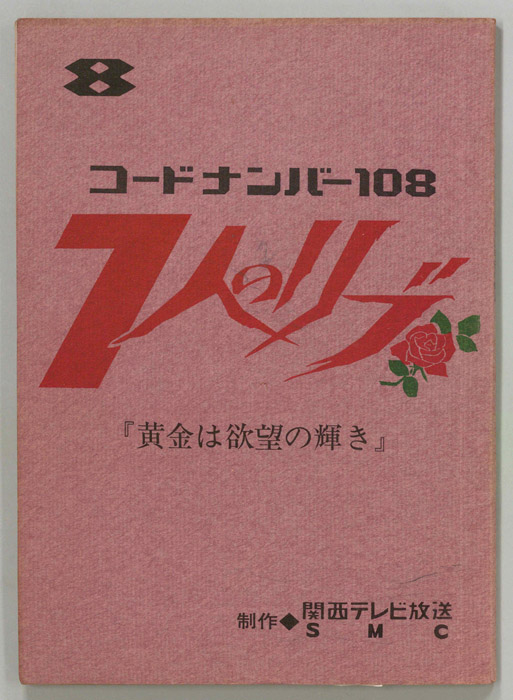 8
コードナンバー108
7人のリブ
『黄金は欲望の輝き』
制作◆関西テレビ放送
SMC